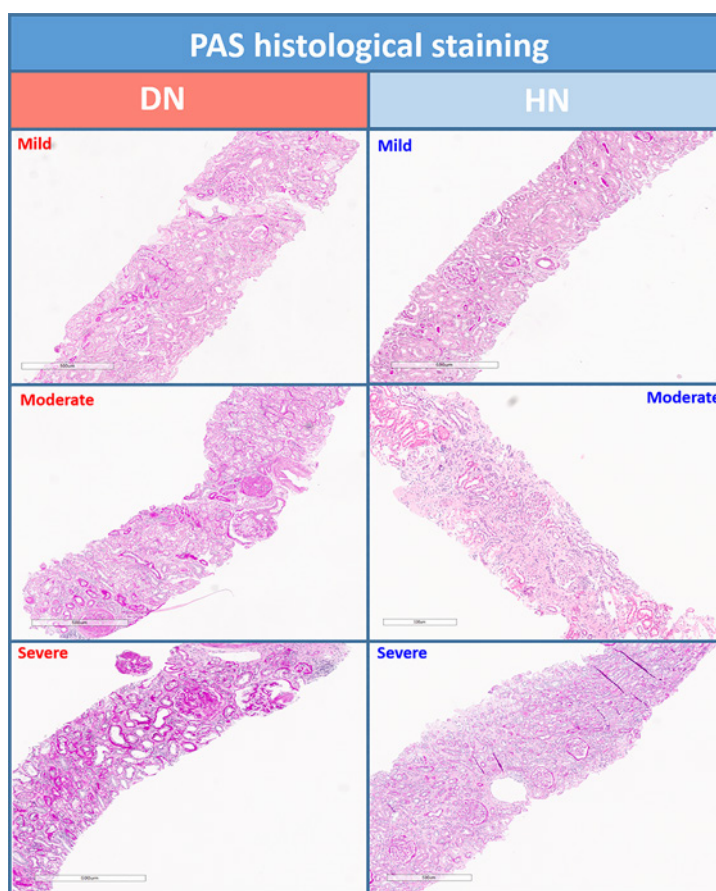 PAS histological staining
DN
HN
Mild
Mild
Moderate
Moderate
Severe
Severe